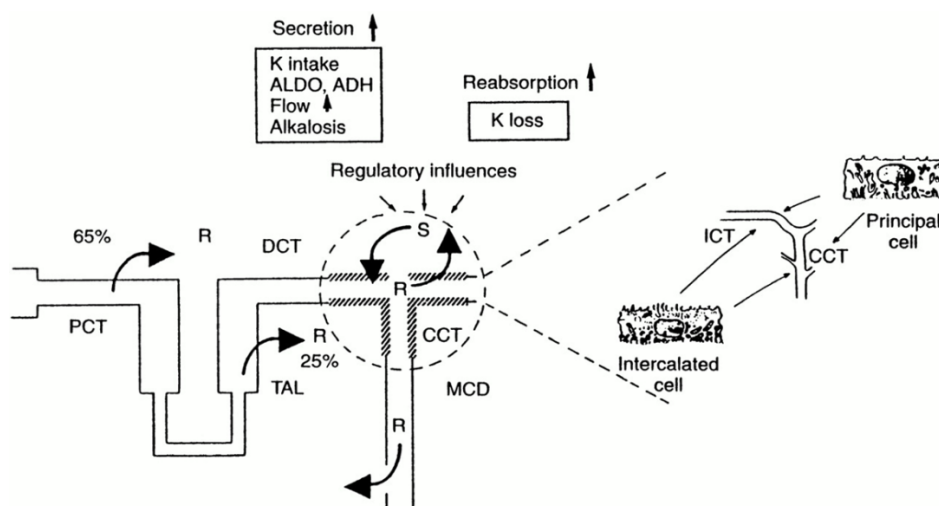 Secretion
K intake
ALDO, ADH
Flow
Alkalosis
Reabsorption
K loss
Regulatory influences
65%
R
DCT
S
R
PCT
R
25%
TAL
CCT
MCD
R
ICT
CCT
Principal
cell
Intercalated
cell